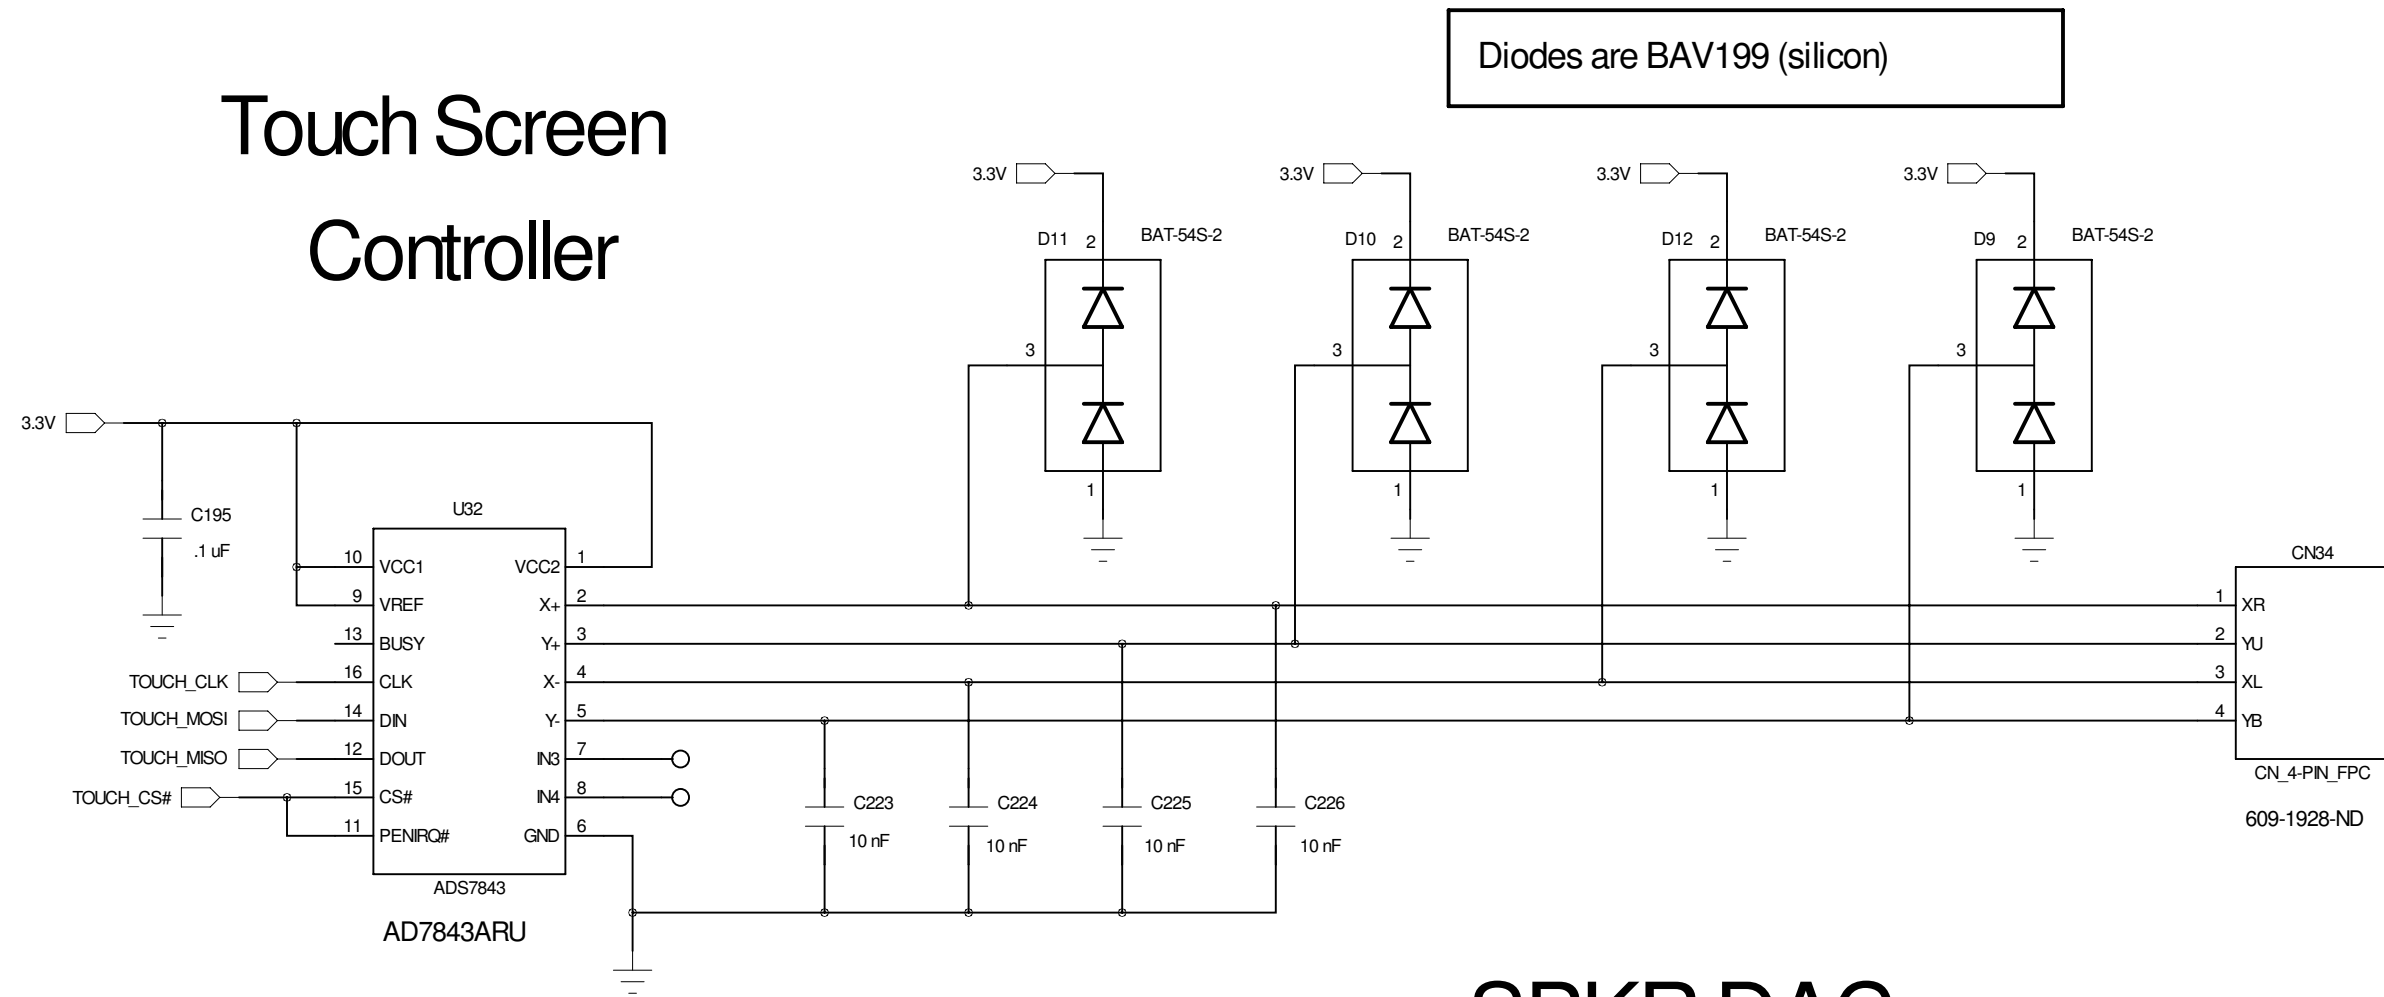 Diodes are BAV199 (silicon)
Touch Screen
Controller
3.3V
3.3V
3.3V
3.3V
D11 2 BAT-54S-2
D10 2 BAT-54S-2
D12 2 BAT-54S-2
D9 2 BAT-54S-2
3
3
3
3
1
1
1
1
3.3V
C195
.1 uF
U32
10 VCC1
VCC2 1
9 VREF
X+ 2
13 BUSY
Y+ 3
TOUCH_CLK 16 CLK
X- 4
TOUCH_MOSI 14 DIN
Y- 5
TOUCH_MISO 12 DOUT
IN3 7
TOUCH_CS# 15 CS#
IN4 8
11 PENIRQ#
GND 6
ADS7843
AD7843ARU
C223
10 nF
C224
10 nF
C225
10 nF
C226
10 nF
CN34
1 XR
2 YU
3 XL
4 YB
CN_4-PIN_FPC
609-1928-ND
SPKR DAC